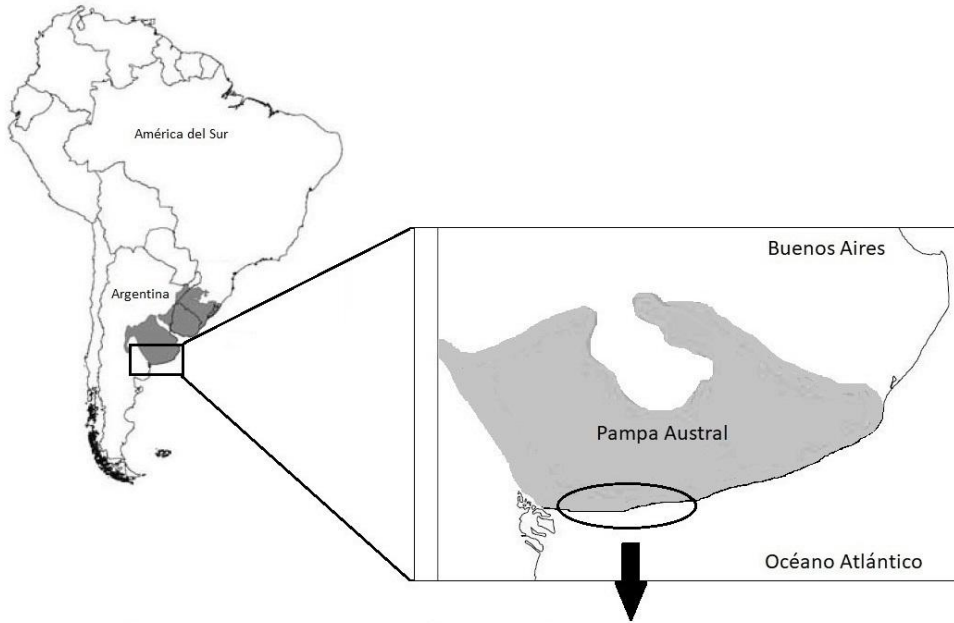 América del Sur
Argentina
Buenos Aires
Pampa Austral
Océano Atlántico